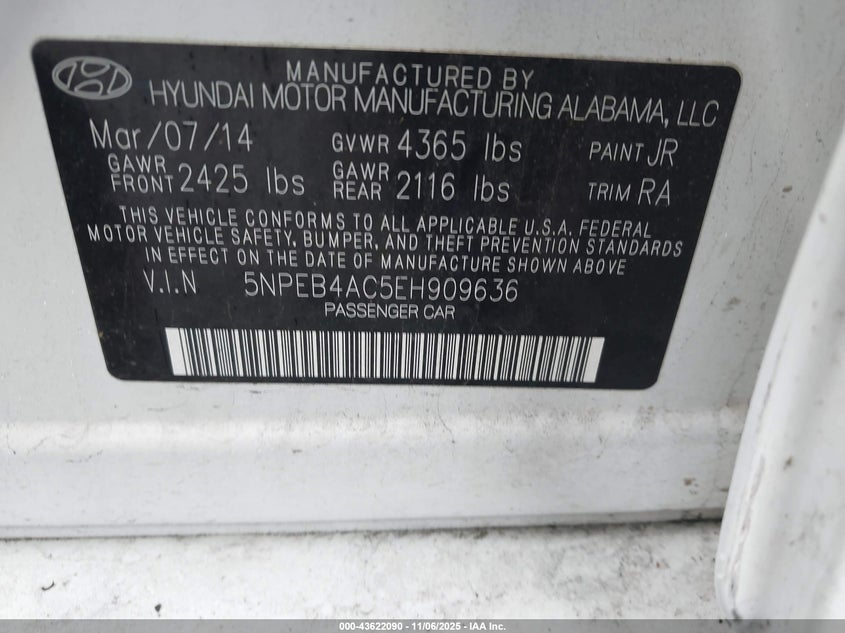 MANUFACTURED BY
HYUNDAI MOTOR MANUFACTURING ALABAMA, LLC
Mar/07/14 GVWR 4365 lbs PAINT JR
GAWR FRONT 2425 lbs GAWR REAR 2116 lbs TRIM RA
THIS VEHICLE CONFORMS TO ALL APPLICABLE U.S.A. FEDERAL
MOTOR VEHICLE SAFETY, BUMPER, AND THEFT PREVENTION STANDARDS
IN EFFECT ON THE DATE OF MANUFACTURE SHOWN ABOVE
V.I.N 5NPEB4AC5EH909636
PASSENGER CAR
000-43622090 - 11/06/2025 - IAA Inc.